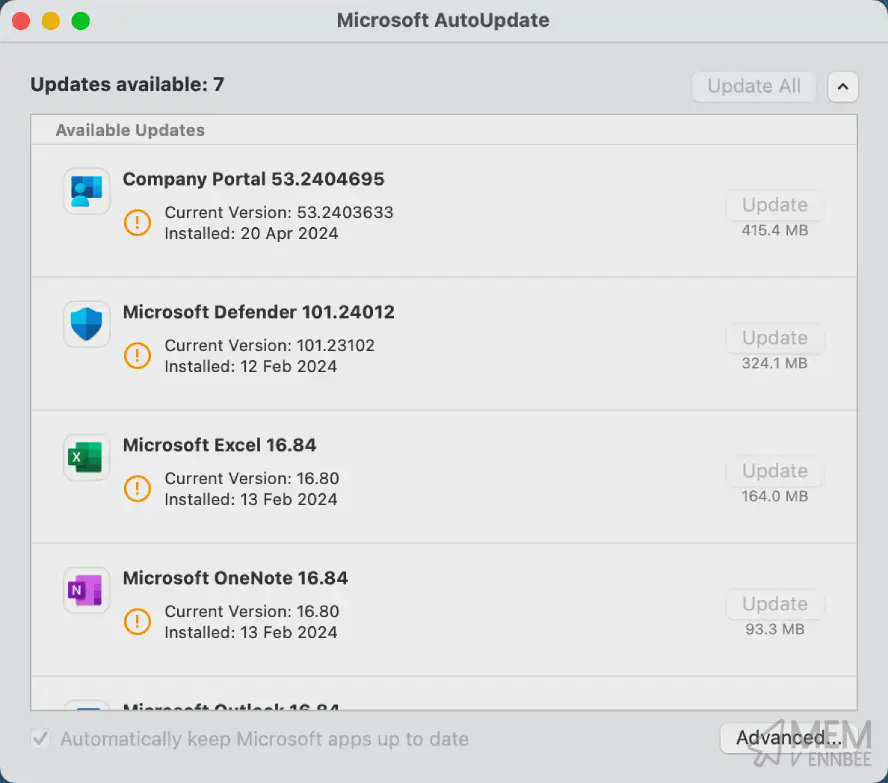 Microsoft AutoUpdate
Updates available: 7
Update All
Available Updates
Company Portal 53.2404695
Current Version: 53.2403633
Installed: 20 Apr 2024
Update
415.4 MB
Microsoft Defender 101.24012
Current Version: 101.23102
Installed: 12 Feb 2024
Update
324.1 MB
X
Microsoft Excel 16.84
Current Version: 16.80
Installed: 13 Feb 2024
Update
164.0 MB
N
Microsoft OneNote 16.84
Current Version: 16.80
Installed: 13 Feb 2024
Update
93.3 MB
Microsoft Outlook 16.84
Automatically keep Microsoft apps up to date
Advanced...
MEM
VENNBEE